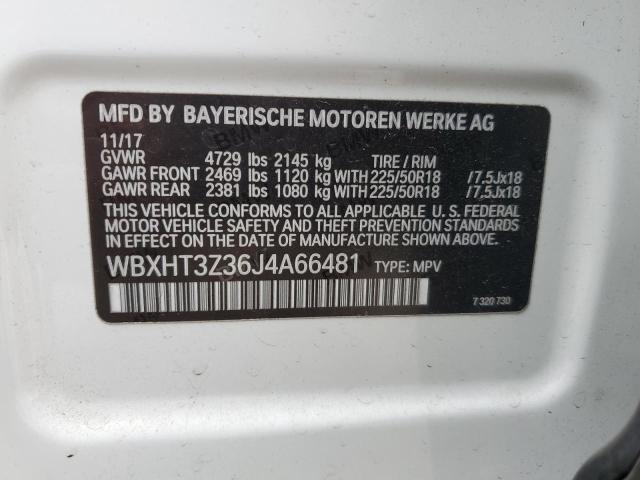 MFD BY BAYERISCHE MOTOREN WERKE AG
11/17
GVWR 4729 lbs 2145 kg TIRE / RIM
GAWR FRONT 2469 lbs 1120 kg WITH 225/50R18 /7,5Jx18
GAWR REAR 2381 lbs 1080 kg WITH 225/50R18 /7,5Jx18
THIS VEHICLE CONFORMS TO ALL APPLICABLE U. S. FEDERAL
MOTOR VEHICLE SAFETY AND THEFT PREVENTION STANDARDS
IN EFFECT ON THE DATE OF MANUFACTURE SHOWN ABOVE.
WBXHT3Z36J4A66481 TYPE: MPV
7 320 730